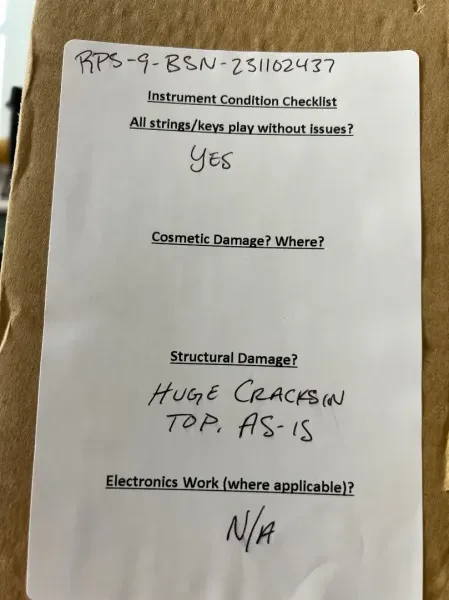 RPS-9-BSN-231102437
Instrument Condition Checklist
All strings/keys play without issues?
YES
Cosmetic Damage? Where?
Structural Damage?
HUGE CRACKS IN
TOP. AS-IS
Electronics Work (where applicable)?
N/A